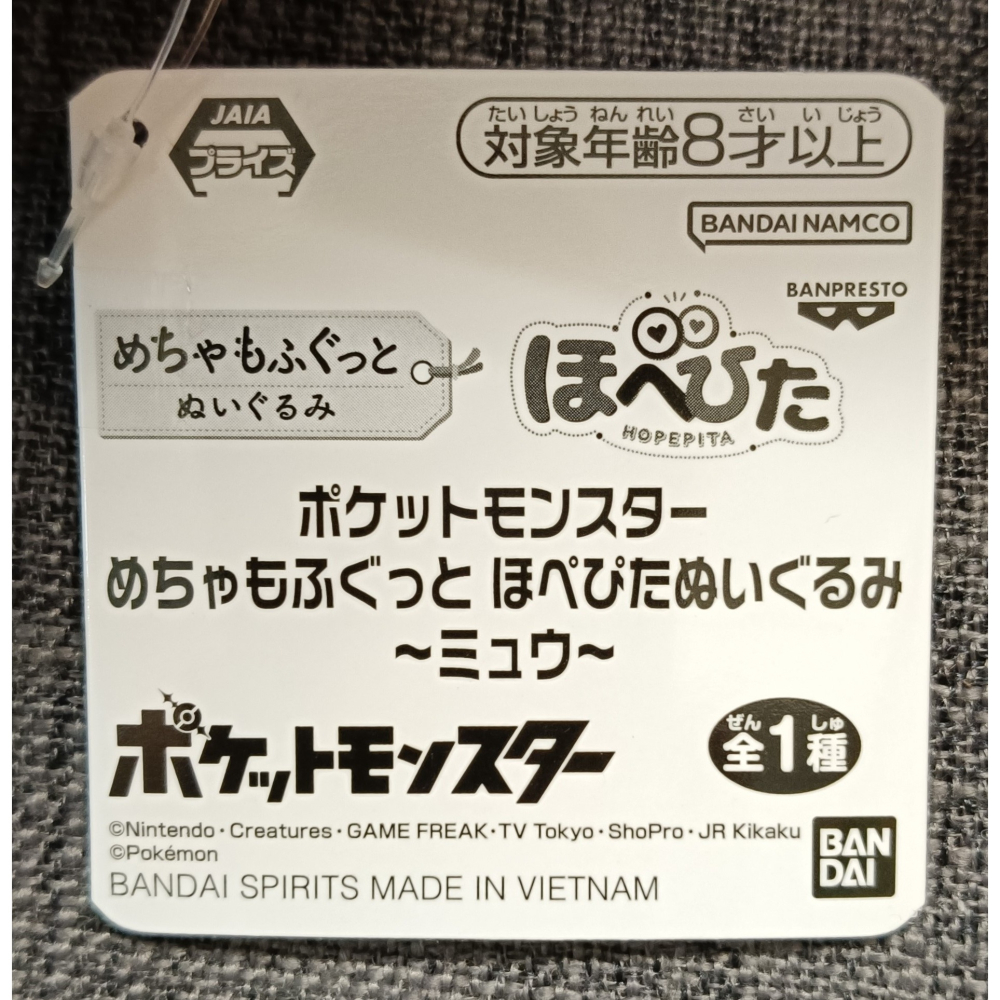 JAIA
プライズ
たいしょうねんれい さい い じょう
対象年齢8才以上
BANDAI NAMCO
BANPRESTO
めちゃもふぐっと
ぬいぐるみ
ほぺぴた
HOPEPITA
ポケットモンスター
めちゃもふぐっと ほぺぴたぬいぐるみ
~ミュウ~
ポケットモンスター
ぜん しゅ
全1種
©Nintendo・Creatures・GAME FREAK・TV Tokyo・ShoPro・JR Kikaku
©Pokémon
BANDAI SPIRITS MADE IN VIETNAM
BAN
DAI